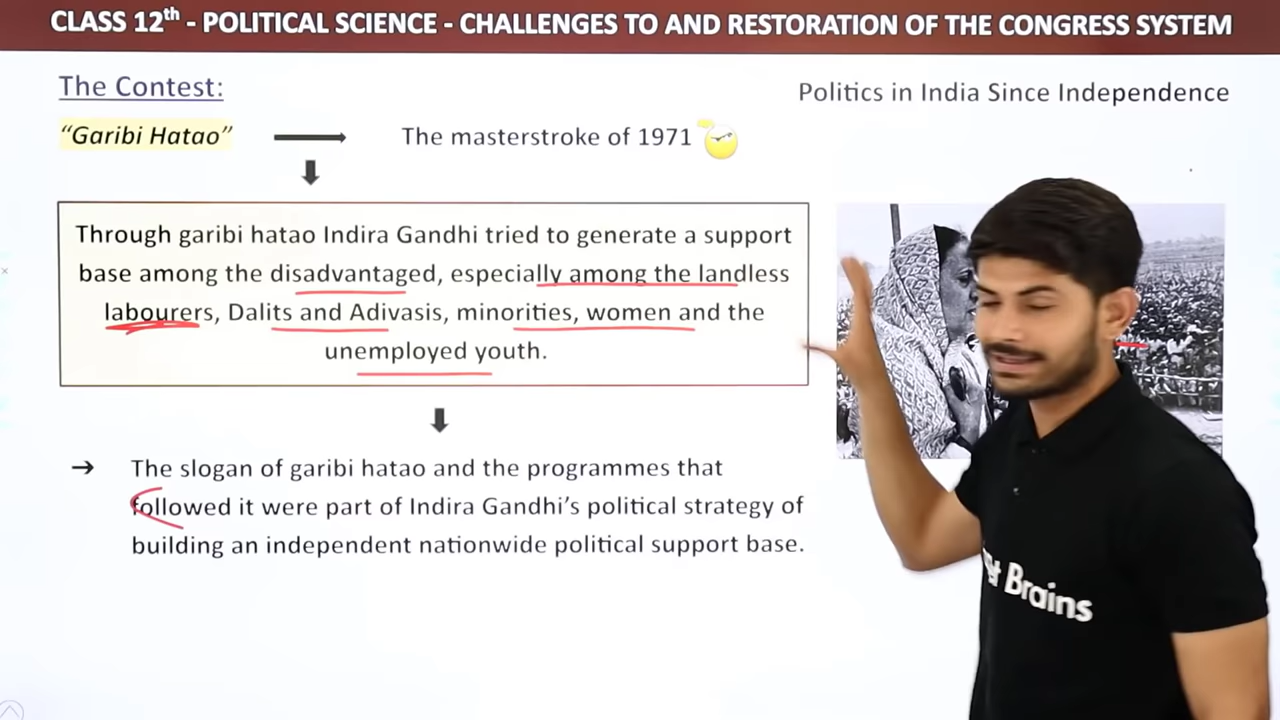 CLASS 12th - POLITICAL SCIENCE - CHALLENGES TO AND RESTORATION OF THE CONGRESS SYSTEM
The Contest:
Politics in India Since Independence
“Garibi Hatao”
The masterstroke of 1971
Through garibi hatao Indira Gandhi tried to generate a support
base among the disadvantaged, especially among the landless
labourers, Dalits and Adivasis, minorities, women and the
unemployed youth.
The slogan of garibi hatao and the programmes that
followed it were part of Indira Gandhi’s political strategy of
building an independent nationwide political support base.
Brains